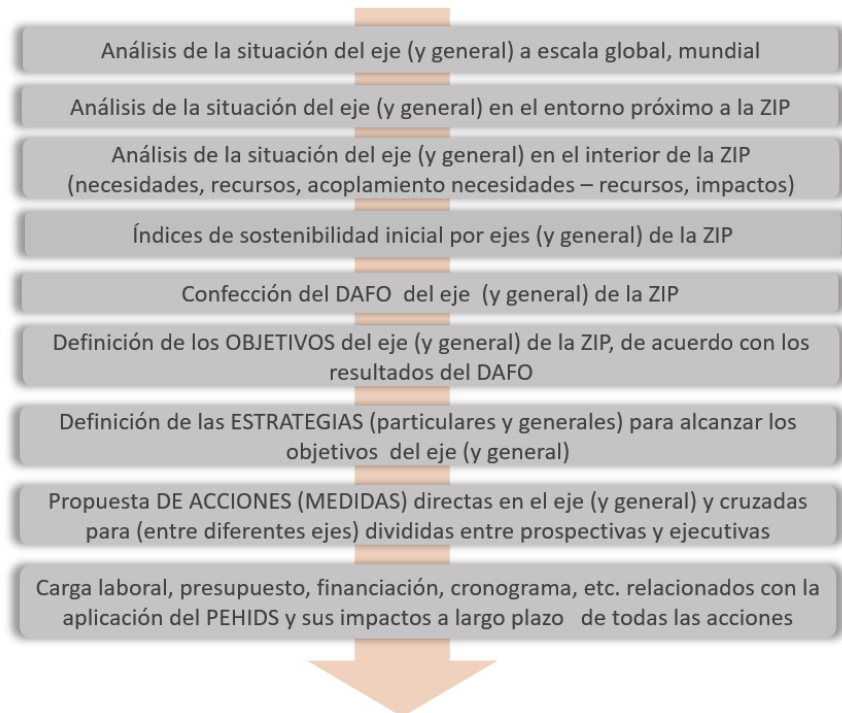 Análisis de la situación del eje (y general) a escala global, mundial
Análisis de la situación del eje (y general) en el entorno próximo a la ZIP
Análisis de la situación del eje (y general) en el interior de la ZIP
(necesidades, recursos, acoplamiento necesidades – recursos, impactos)
Índices de sostenibilidad inicial por ejes (y general) de la ZIP
Confección del DAFO del eje (y general) de la ZIP
Definición de los OBJETIVOS del eje (y general) de la ZIP, de acuerdo con los
resultados del DAFO
Definición de las ESTRATEGIAS (particulares y generales) para alcanzar los
objetivos del eje (y general)
Propuesta DE ACCIONES (MEDIDAS) directas en el eje (y general) y cruzadas
para (entre diferentes ejes) divididas entre prospectivas y ejecutivas
Carga laboral, presupuesto, financiación, cronograma, etc. relacionados con la
aplicación del PEHIDS y sus impactos a largo plazo de todas las acciones